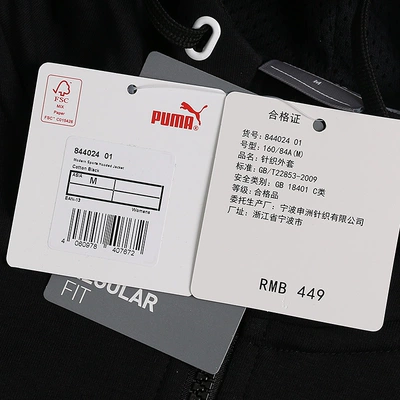 FSC
MIX
Paper
FSC® C010426
PUMA
844024 01
Modern Sports Hooded Jacket
Cotton Black
ASIA
M
EAN-13
Womens
4 060978 407672
REGULAR
FIT
M
合格证
货号: 844024 01
号型: 160/84A(M)
品名: 针织外套
标准: GB/T22853-2009
安全类别: GB 18401 C类
等级: 合格品
委托生产厂: 宁波申洲针织有限公司
厂址: 浙江省宁波市
RMB 449